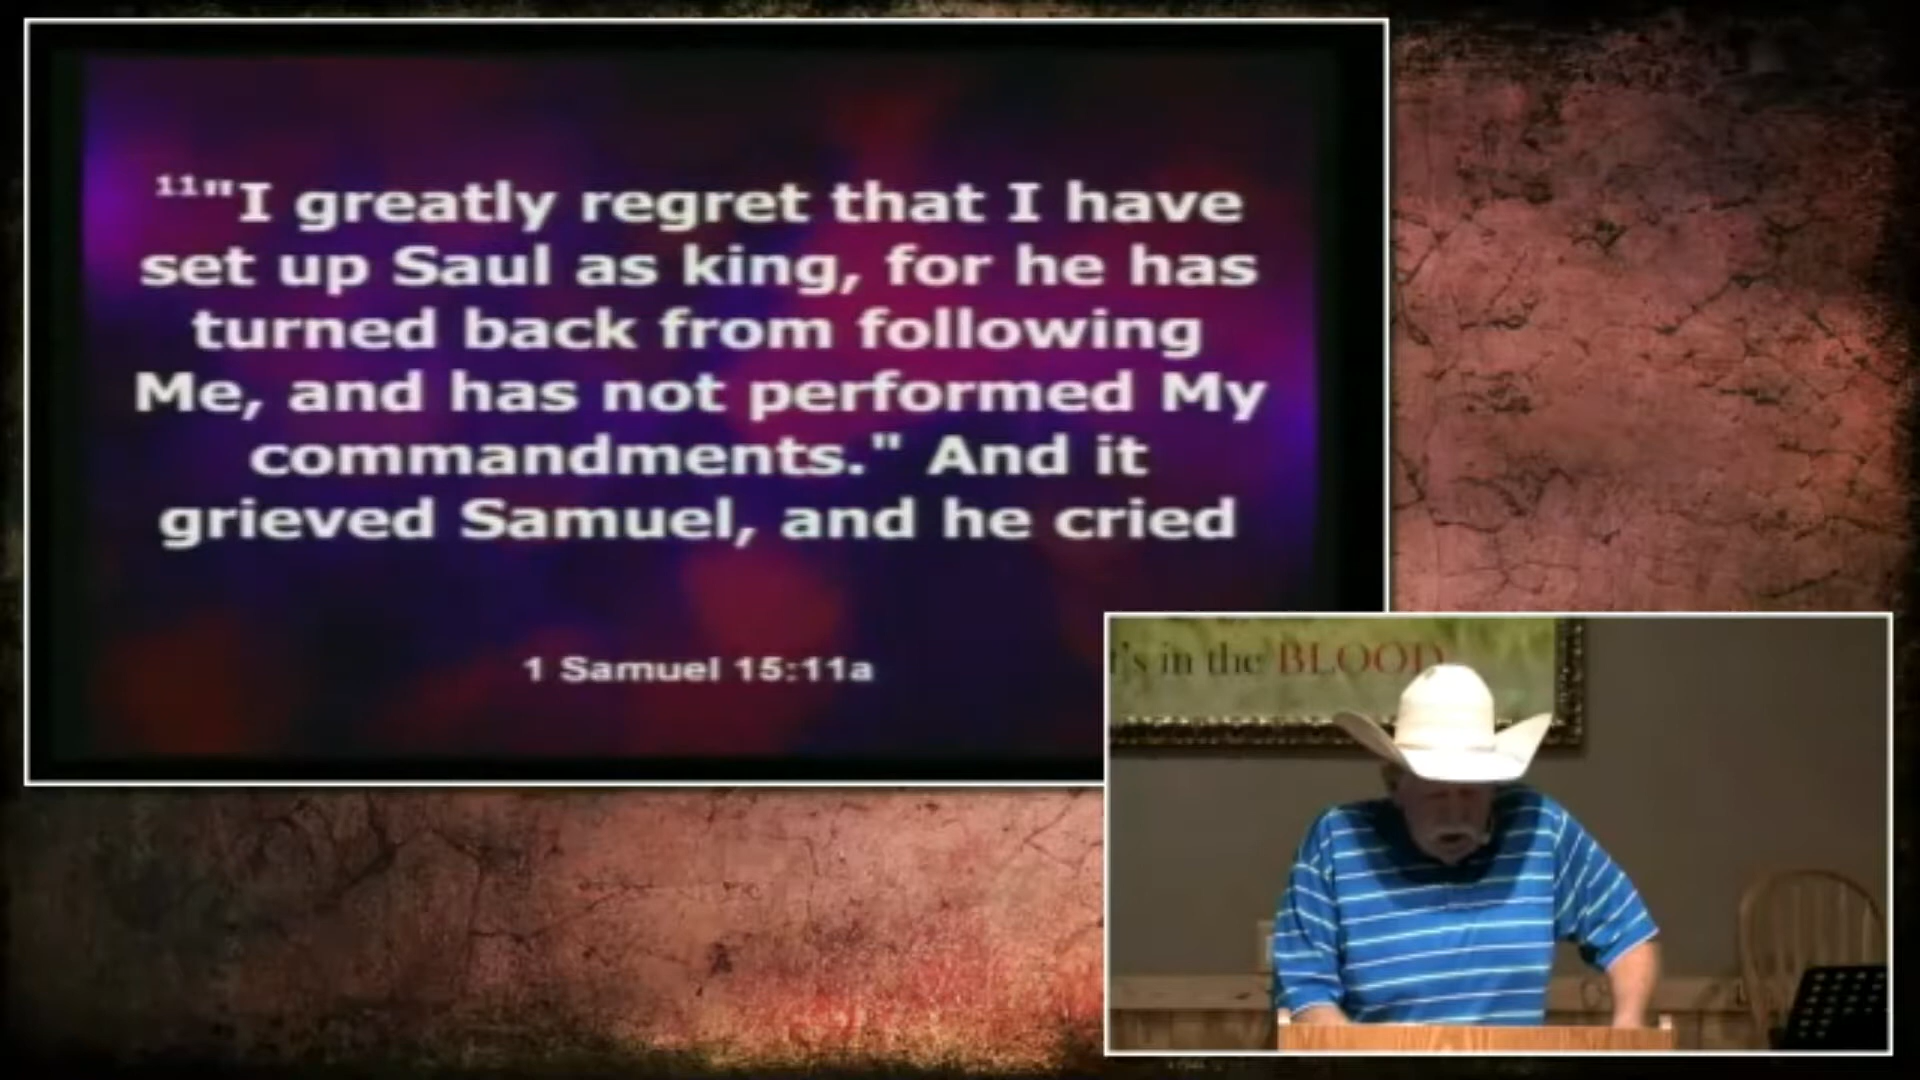 ¹¹"I greatly regret that I have
set up Saul as king, for he has
turned back from following
Me, and has not performed My
commandments." And it
grieved Samuel, and he cried
1 Samuel 15:11a
t's in the BLOOD